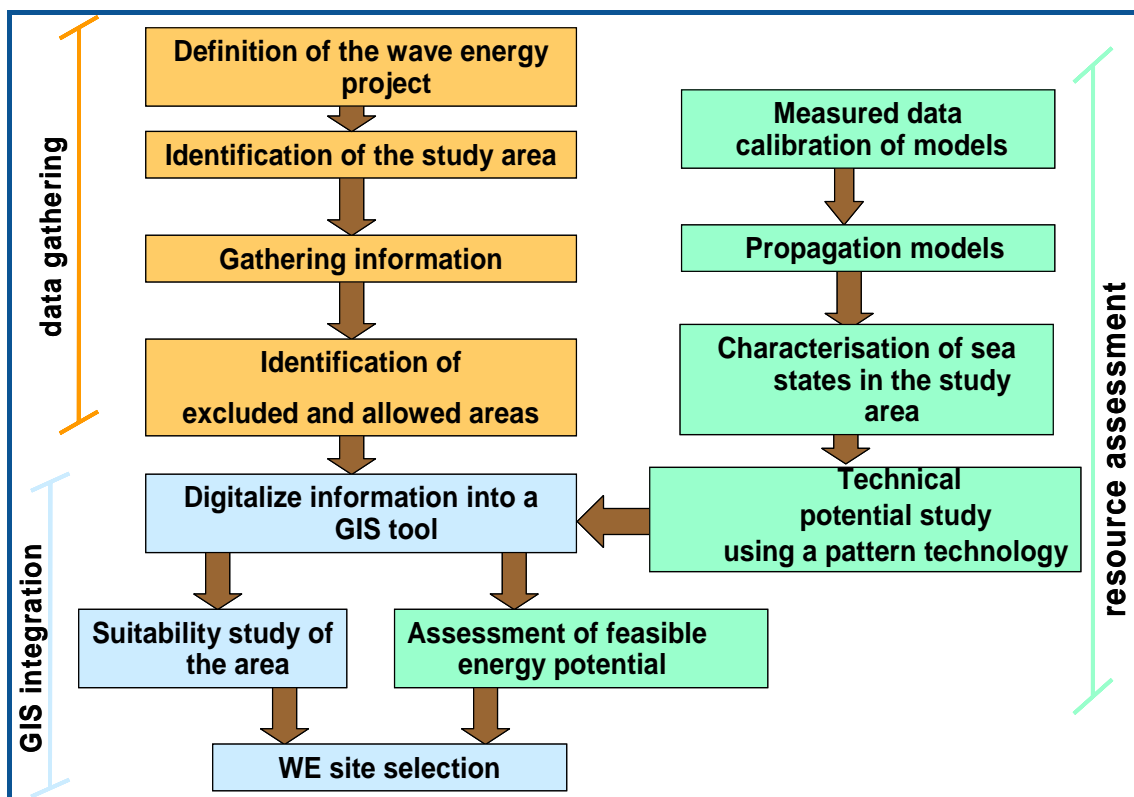 data gathering
Definition of the wave energy
project
Identification of the study area
Gathering information
Identification of
excluded and allowed areas
Measured data
calibration of models
Propagation models
Characterisation of sea
states in the study
area
Technical
potential study
using a pattern technology
resource assessment
GIS integration
Digitalize information into a
GIS tool
Suitability study of
the area
Assessment of feasible
energy potential
WE site selection